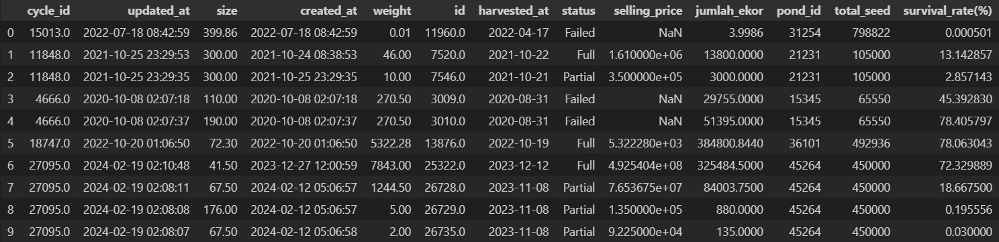 cycle_id updated_at size created_at weight id harvested_at status selling_price jumlah_ekor pond_id total_seed survival_rate(%)
0 15013.0 2022-07-18 08:42:59 399.86 2022-07-18 08:42:59 0.01 11960.0 2022-04-17 Failed NaN 3.9986 31254 798822 0.000501
1 11848.0 2021-10-25 23:29:53 300.00 2021-10-24 08:38:53 46.00 7520.0 2021-10-22 Full 1.610000e+06 13800.0000 21231 105000 13.142857
2 11848.0 2021-10-25 23:29:35 300.00 2021-10-25 23:29:35 10.00 7546.0 2021-10-21 Partial 3.500000e+05 3000.0000 21231 105000 2.857143
3 4666.0 2020-10-08 02:07:18 110.00 2020-10-08 02:07:18 270.50 3009.0 2020-08-31 Failed NaN 29755.0000 15345 65550 45.392830
4 4666.0 2020-10-08 02:07:37 190.00 2020-10-08 02:07:37 270.50 3010.0 2020-08-31 Failed NaN 51395.0000 15345 65550 78.405797
5 18747.0 2022-10-20 01:06:50 72.30 2022-10-20 01:06:50 5322.28 13876.0 2022-10-19 Full 5.322280e+03 384800.8440 36101 492936 78.063043
6 27095.0 2024-02-19 02:10:48 41.50 2023-12-27 12:00:59 7843.00 25322.0 2023-12-12 Full 4.925404e+08 325484.5000 45264 450000 72.329889
7 27095.0 2024-02-19 02:08:11 67.50 2024-02-12 05:06:57 1244.50 26728.0 2023-11-08 Partial 7.653675e+07 84003.7500 45264 450000 18.667500
8 27095.0 2024-02-19 02:08:08 176.00 2024-02-12 05:06:57 5.00 26729.0 2023-11-08 Partial 1.350000e+05 880.0000 45264 450000 0.195556
9 27095.0 2024-02-19 02:08:07 67.50 2024-02-12 05:06:58 2.00 26735.0 2023-11-08 Partial 9.225000e+04 135.0000 45264 450000 0.030000